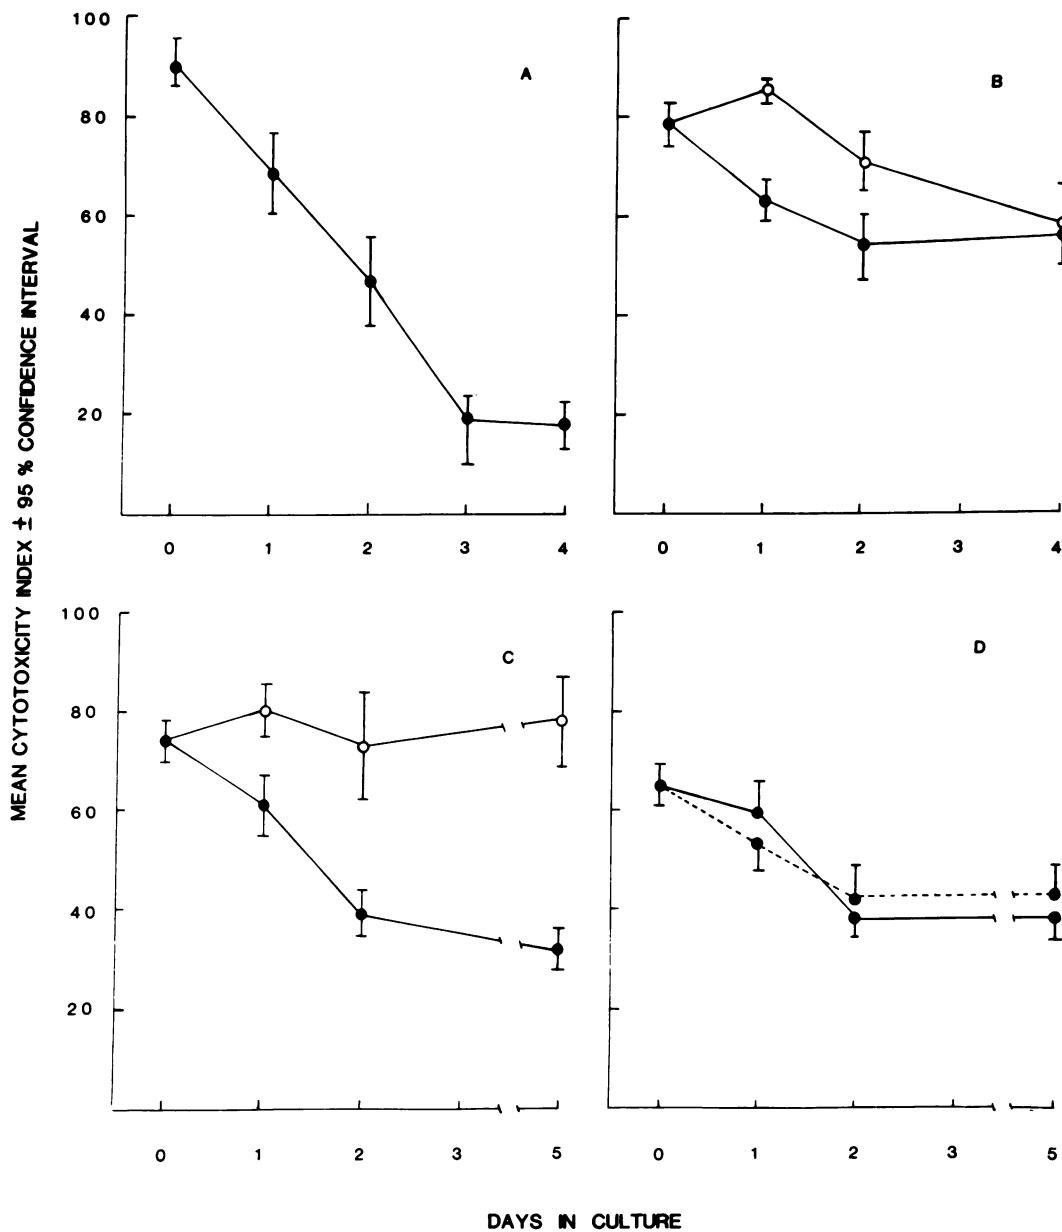 MEAN CYTOTOXICITY INDEX ± 95 % CONFIDENCE INTERVAL
100
80
60
40
20
A
0 1 2 3 4
B
0 1 2 3 4
100
80
60
40
20
C
0 1 2 3 5
D
0 1 2 3 5
DAYS IN CULTURE